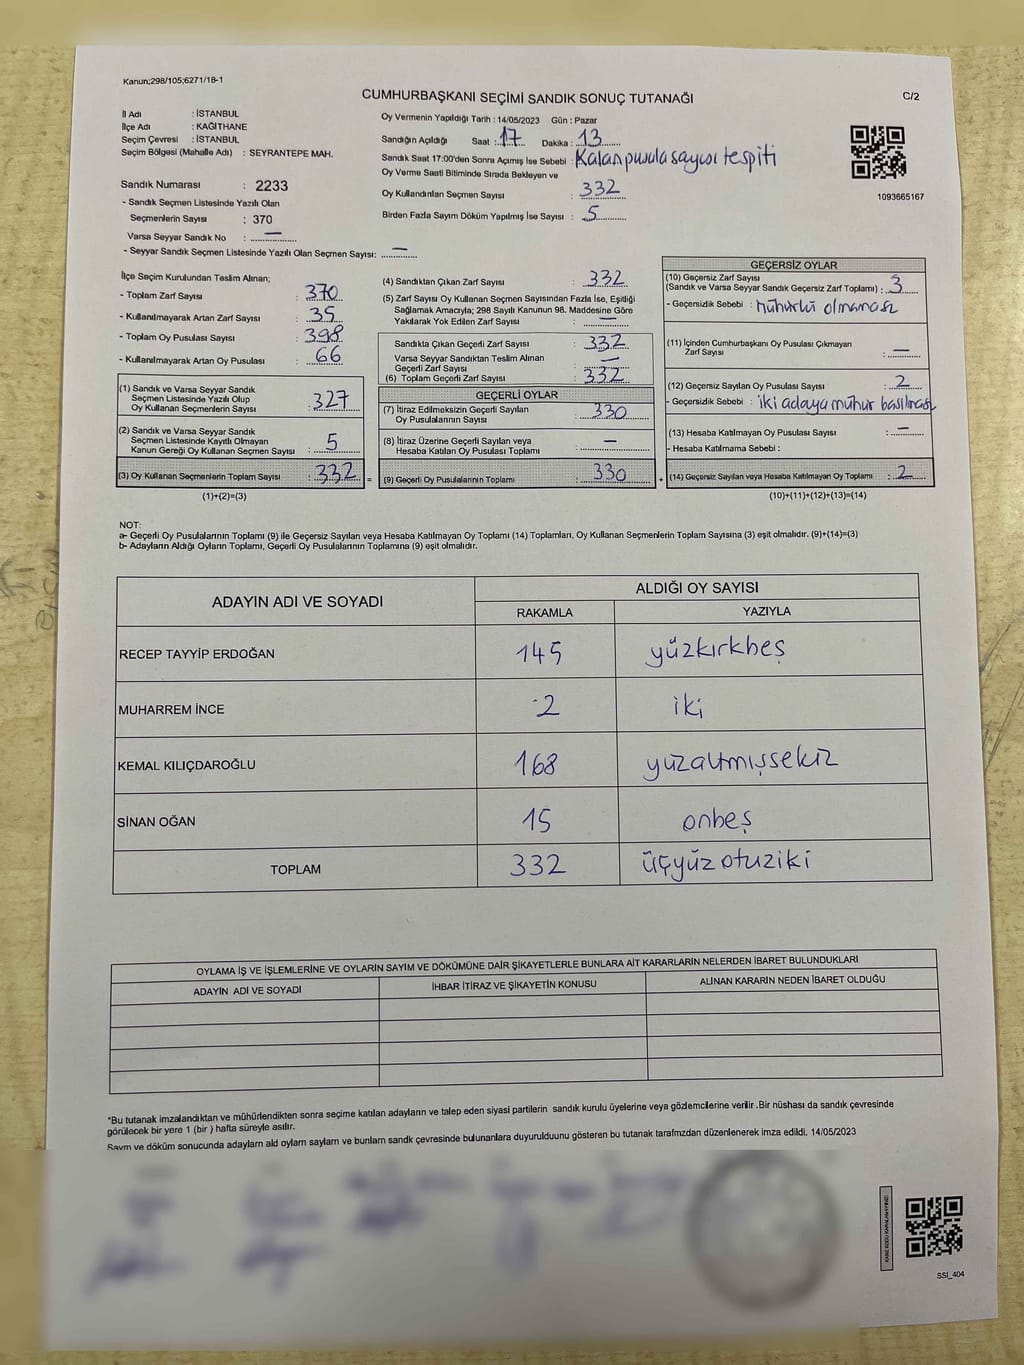 Kanun;298/105;6271/18-1
CUMHURBAŞKANI SEÇİMİ SANDIK SONUÇ TUTANAĞI
C/2
İl Adı : İSTANBUL
İlçe Adı : KAĞITHANE
Seçim Çevresi : İSTANBUL
Seçim Bölgesi (Mahalle Adı) : SEYRANTEPE MAH.
Sandık Numarası : 2233
- Sandık Seçmen Listesinde Yazılı Olan
Seçmenlerin Sayısı : 370
Varsa Seyyar Sandık No : —
- Seyyar Sandık Seçmen Listesinde Yazılı Olan Seçmen Sayısı: —
Oy Vermenin Yapıldığı Tarih : 14/05/2023 Gün : Pazar
Sandığın Açıldığı Saat : 17 Dakika : 13
Sandık Saat 17:00'den Sonra Açımış İse Sebebi : Kalan pusula sayısı tespiti
Oy Verme Saati Bitiminde Sırada Bekleyen ve
Oy Kullandırılan Seçmen Sayısı : 332
Birden Fazla Sayım Döküm Yapılmış İse Sayısı : 5
1093665167
İlçe Seçim Kurulundan Teslim Alınan;
- Toplam Zarf Sayısı : 370
- Kullanılmayarak Artan Zarf Sayısı : 35
- Toplam Oy Pusulası Sayısı : 398
- Kullanılmayarak Artan Oy Pusulası : 66
(1) Sandık ve Varsa Seyyar Sandık
Seçmen Listesinde Yazılı Olup
Oy Kullanan Seçmenlerin Sayısı : 327
(2) Sandık ve Varsa Seyyar Sandık
Seçmen Listesinde Kayıtlı Olmayan
Kanun Gereği Oy Kullanan Seçmen Sayısı : 5
(3) Oy Kullanan Seçmenlerin Toplam Sayısı : 332 =
(1)+(2)=(3)
(4) Sandıktan Çıkan Zarf Sayısı : 332
(5) Zarf Sayısı Oy Kullanan Seçmen Sayısından Fazla İse, Eşitliği
Sağlamak Amacıyla; 298 Sayılı Kanunun 98. Maddesine Göre
Yakılarak Yok Edilen Zarf Sayısı : —
Sandıkta Çıkan Geçerli Zarf Sayısı : 332
Varsa Seyyar Sandıktan Teslim Alınan
Geçerli Zarf Sayısı : —
(6) Toplam Geçerli Zarf Sayısı : 332
GEÇERLİ OYLAR
(7) İtiraz Edilmeksizin Geçerli Sayılan
Oy Pusulalarının Sayısı : 330
(8) İtiraz Üzerine Geçerli Sayılan veya
Hesaba Katılan Oy Pusulası Toplamı : —
(9) Geçerli Oy Pusulalarının Toplamı : 330 +
GEÇERSİZ OYLAR
(10) Geçersiz Zarf Sayısı
(Sandık ve Varsa Seyyar Sandık Geçersiz Zarf Toplamı) : 3
- Geçersizlik Sebebi : mühürlü olmaması
(11) İçinden Cumhurbaşkanı Oy Pusulası Çıkmayan
Zarf Sayısı : —
(12) Geçersiz Sayılan Oy Pusulası Sayısı : 2
- Geçersizlik Sebebi : iki adaya mühür basılması
(13) Hesaba Katılmayan Oy Pusulası Sayısı : —
- Hesaba Katılmama Sebebi :
(14) Geçersiz Sayılan veya Hesaba Katılmayan Oy Toplamı : 2
(10)+(11)+(12)+(13)=(14)
NOT:
a- Geçerli Oy Pusulalarının Toplamı (9) ile Geçersiz Sayılan veya Hesaba Katılmayan Oy Toplamı (14) Toplamları, Oy Kullanan Seçmenlerin Toplam Sayısına (3) eşit olmalıdır. (9)+(14)=(3)
b- Adayların Aldığı Oyların Toplamı, Geçerli Oy Pusulalarının Toplamına (9) eşit olmalıdır.
ADAYIN ADI VE SOYADI
ALDIĞI OY SAYISI
RAKAMLA YAZIYLA
RECEP TAYYİP ERDOĞAN 145 yüzkırkbeş
MUHARREM İNCE 2 iki
KEMAL KILIÇDAROĞLU 168 yüzaltmışsekiz
SİNAN OĞAN 15 onbeş
TOPLAM 332 üçyüzotuziki
OYLAMA İŞ VE İŞLEMLERİNE VE OYLARIN SAYIM VE DÖKÜMÜNE DAİR ŞİKAYETLERLE BUNLARA AİT KARARLARIN NELERDEN İBARET BULUNDUKLARI
ADAYIN ADI VE SOYADI İHBAR İTİRAZ VE ŞİKAYETİN KONUSU ALINAN KARARIN NEDEN İBARET OLDUĞU
*Bu tutanak imzalandıktan ve mühürlendikten sonra seçime katılan adayların ve talep eden siyasi partilerin sandık kurulu üyelerine veya gözlemcilerine verilir .Bir nüshası da sandık çevresinde
görülecek bir yere 1 (bir ) hafta süreyle asılır.
Sayım ve döküm sonucunda adayların ald oyların sayıları ve bunların sandk çevresinde bulunanlara duyurulduunu gösteren bu tutanak tarafmzdan düzenlenerek imza edildi. 14/05/2023
SSİ_404